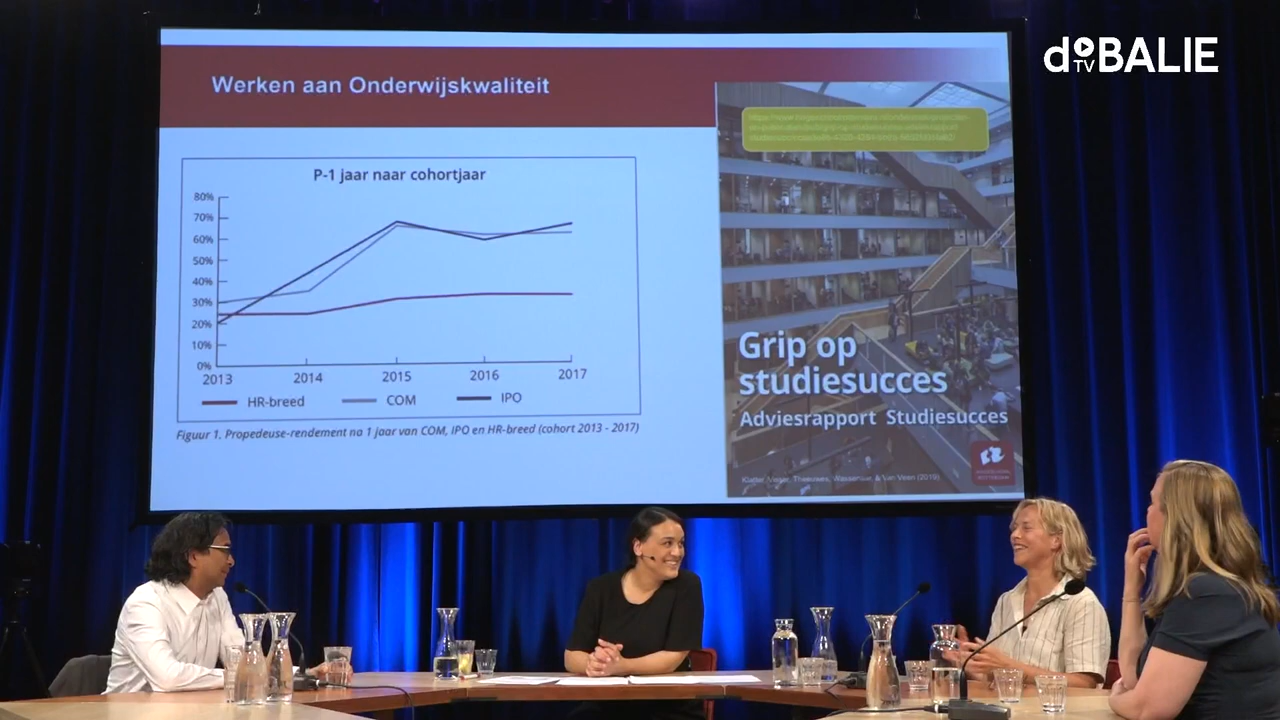 deBALIE
TV
Werken aan Onderwijskwaliteit
P-1 jaar naar cohortjaar
80%
70%
60%
50%
40%
30%
20%
10%
0%
2013 2014 2015 2016 2017
HR-breed COM IPO
Figuur 1. Propedeuse-rendement na 1 jaar van COM, IPO en HR-breed (cohort 2013 - 2017)
Grip op
studiesucces
Adviesrapport Studiesucces